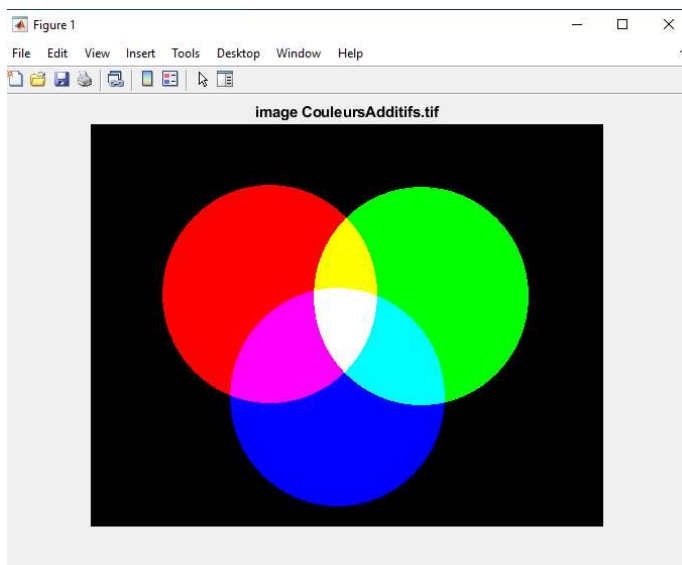 Figure 1
File Edit View Insert Tools Desktop Window Help
image CouleursAdditifs.tif